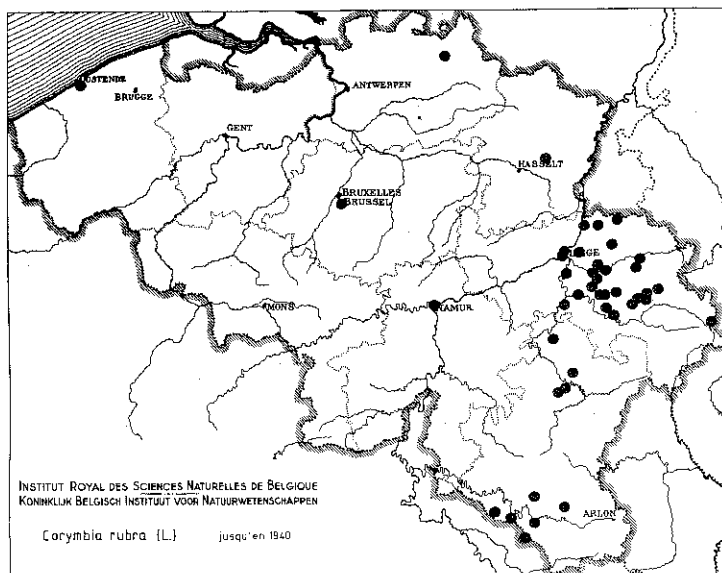 OSTENDE
BRUGGE
ANTWERPEN
GENT
HASSELT
BRUXELLES
BRUSSEL
MONS
NAMUR
INSTITUT ROYAL DES SCIENCES NATURELLES DE BELGIQUE
KONINKLIJK BELGISCH INSTITUUT VOOR NATUURWETENSCHAPPEN
ARLON
Corymbia rubra (L.) jusqu'en 1940